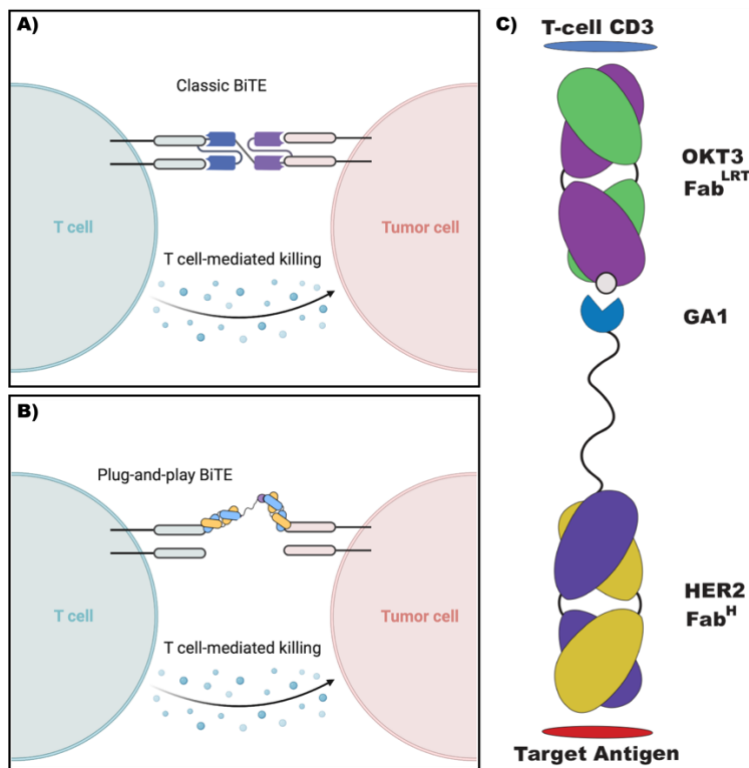 A)
Classic BiTE
T cell
Tumor cell
T cell-mediated killing
B)
Plug-and-play BiTE
T cell
Tumor cell
T cell-mediated killing
C)
T-cell CD3
OKT3
Fab^LRT
GA1
HER2
Fab^H
Target Antigen